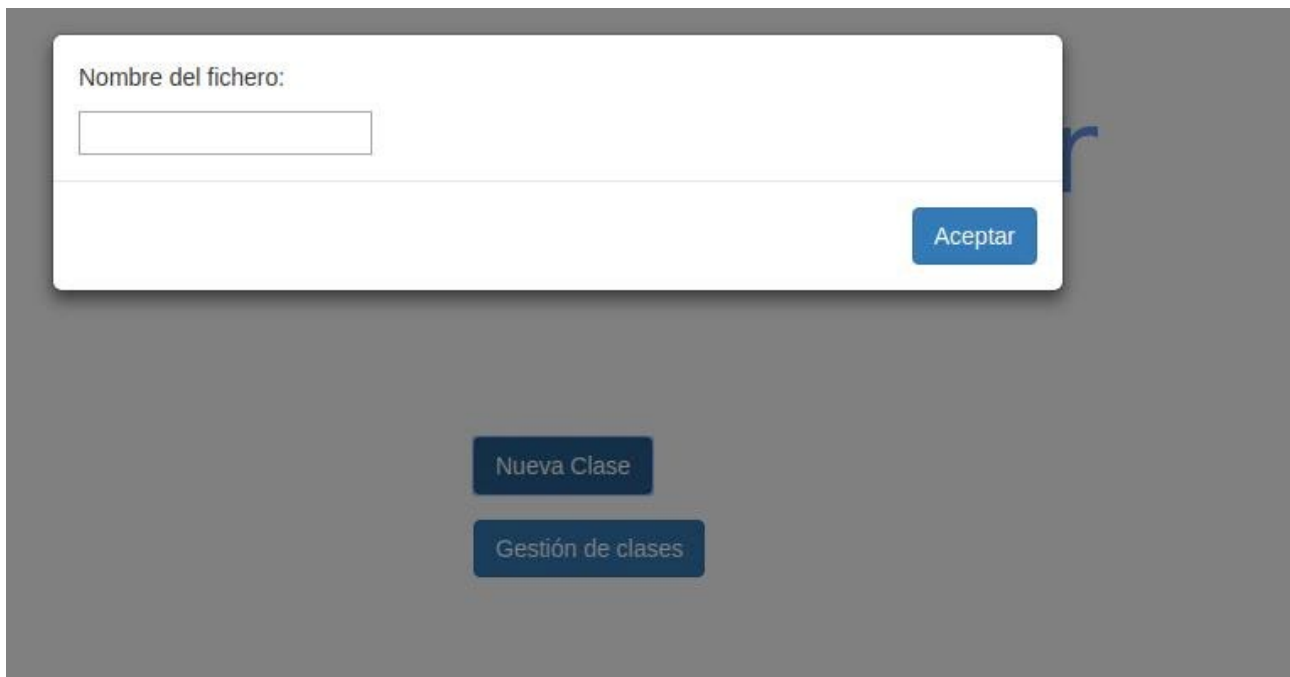 Nombre del fichero:
r
Aceptar
Nueva Clase
Gestión de clases